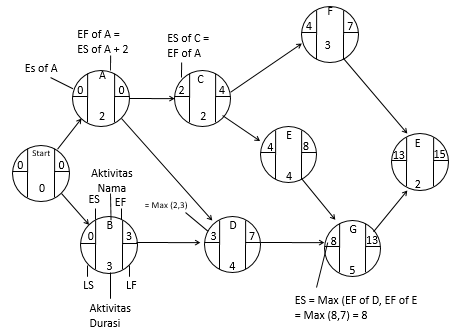 EF of A =
ES of A + 2
ES of C =
EF of A
Es of A
F
4 7
3
A
0 0
2
C
2 4
2
E
4 8
4
E
13 15
2
Start
0 0
0
Aktivitas
Nama
ES EF
B
0 3
3
LS LF
Aktivitas
Durasi
= Max (2,3)
D
3 7
4
G
8 13
5
ES = Max (EF of D, EF of E
= Max (8,7) = 8